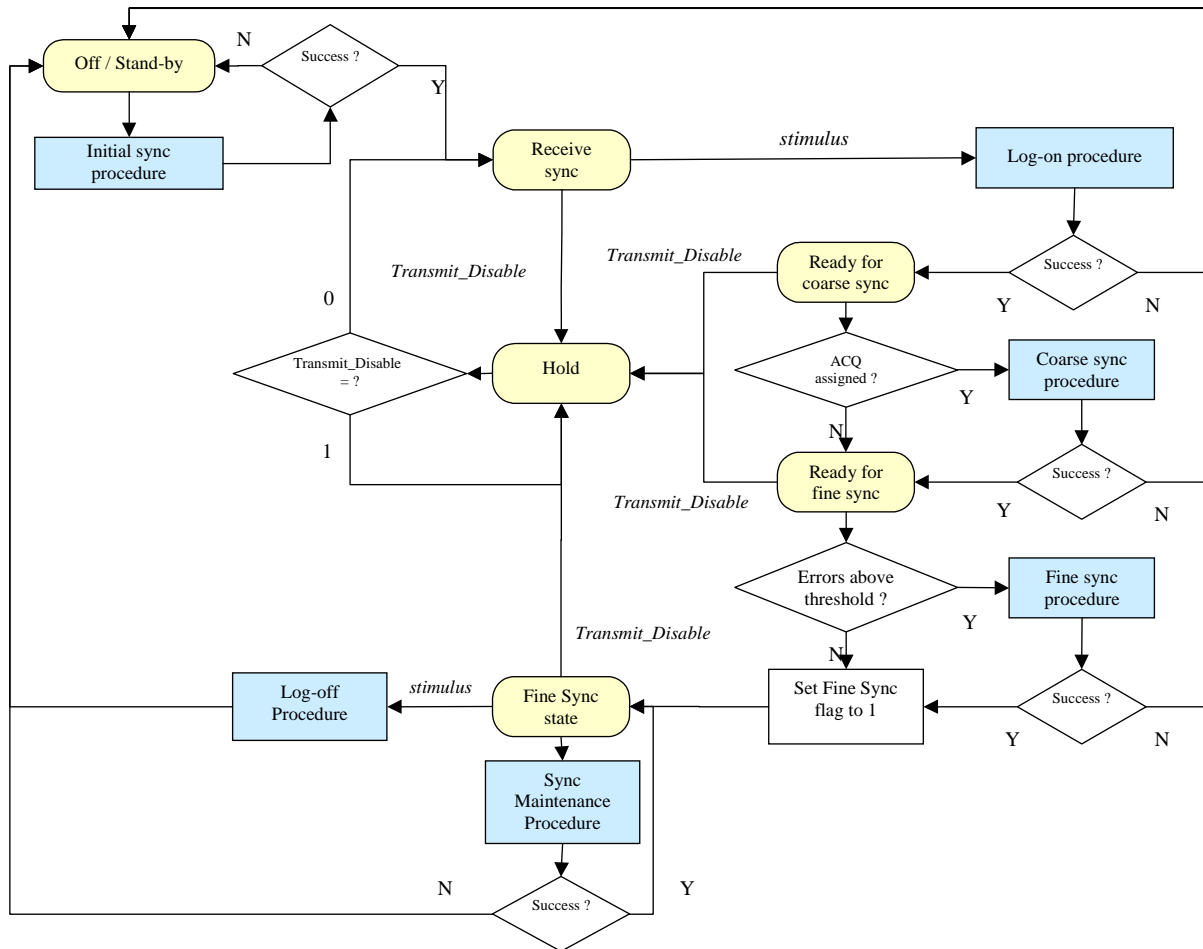 N
Off / Stand-by
Success ?
Y
Initial sync
procedure
Receive
sync
stimulus
Log-on procedure
Transmit_Disable
Transmit_Disable
Ready for
coarse sync
Success ?
Y
N
0
Transmit_Disable
= ?
Hold
ACQ
assigned ?
Y
Coarse sync
procedure
N
1
Ready for
fine sync
Success ?
Y
N
Transmit_Disable
Errors above
threshold ?
Y
Fine sync
procedure
Transmit_Disable
N
Log-off
Procedure
stimulus
Fine Sync
state
Set Fine Sync
flag to 1
Success ?
Y
N
Sync
Maintenance
Procedure
N
Y
Success ?